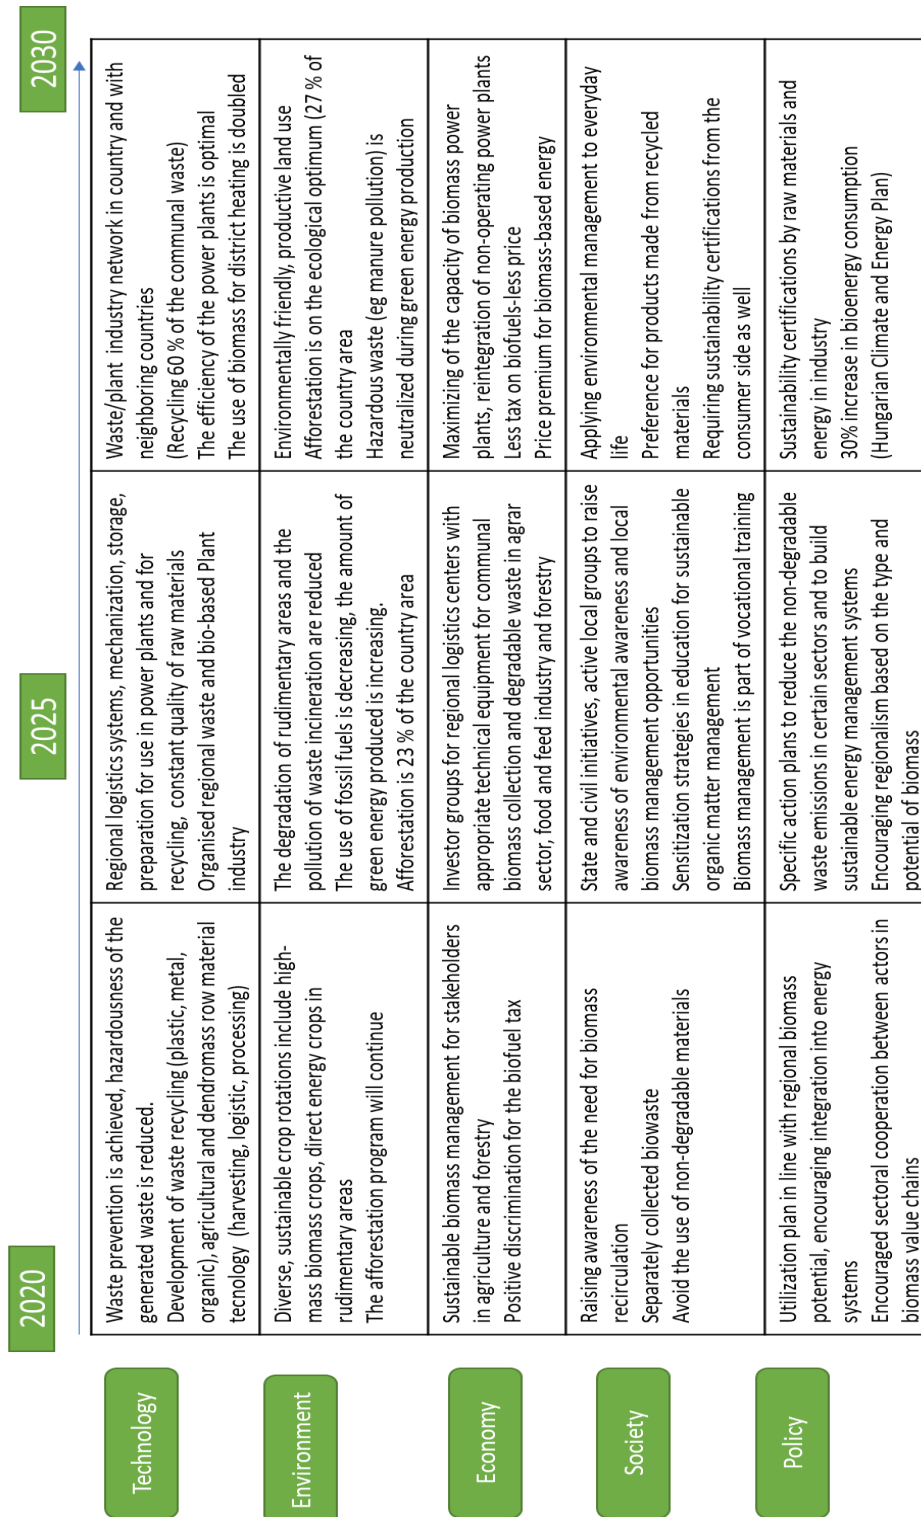 2020
2025
2030
Technology
Waste prevention is achieved, hazardousness of the
generated waste is reduced.
Development of waste recycling (plastic, metal,
organic), agricultural and dendromass row material
tecnology (harvesting, logistic, processing)
Regional logistics systems, mechanization, storage,
preparation for use in power plants and for
recycling, constant quality of raw materials
Organised regional waste and bio-based Plant
industry
Waste/plant industry network in country and with
neighboring countries
(Recycling 60 % of the communal waste)
The efficiency of the power plants is optimal
The use of biomass for district heating is doubled
Environment
Diverse, sustainable crop rotations include high-
mass biomass crops, direct energy crops in
rudimentary areas
The afforestation program will continue
The degradation of rudimentary areas and the
pollution of waste incineration are reduced
The use of fossil fuels is decreasing, the amount of
green energy produced is increasing.
Afforestation is 23 % of the country area
Environmentally friendly, productive land use
Afforestation is on the ecological optimum (27 % of
the country area
Hazardous waste (eg manure pollution) is
neutralized during green energy production
Economy
Sustainable biomass management for stakeholders
in agriculture and forestry
Positive discrimination for the biofuel tax
Investor groups for regional logistics centers with
appropriate technical equipment for communal
biomass collection and degradable waste in agrar
sector, food and feed industry and forestry
Maximizing of the capacity of biomass power
plants, reintegration of non-operating power plants
Less tax on biofuels-less price
Price premium for biomass-based energy
Society
Raising awareness of the need for biomass
recirculation
Separately collected biowaste
Avoid the use of non-degradable materials
State and civil initiatives, active local groups to raise
awareness of environmental awareness and local
biomass management opportunities
Sensitization strategies in education for sustainable
organic matter management
Biomass management is part of vocational training
Applying environmental management to everyday
life
Preference for products made from recycled
materials
Requiring sustainability certifications from the
consumer side as well
Policy
Utilization plan in line with regional biomass
potential, encouraging integration into energy
systems
Encouraged sectoral cooperation between actors in
biomass value chains
Specific action plans to reduce the non-degradable
waste emissions in certain sectors and to build
sustainable energy management systems
Encouraging regionalism based on the type and
potential of biomass
Sustainability certifications by raw materials and
energy in industry
30% increase in bioenergy consumption
(Hungarian Climate and Energy Plan)